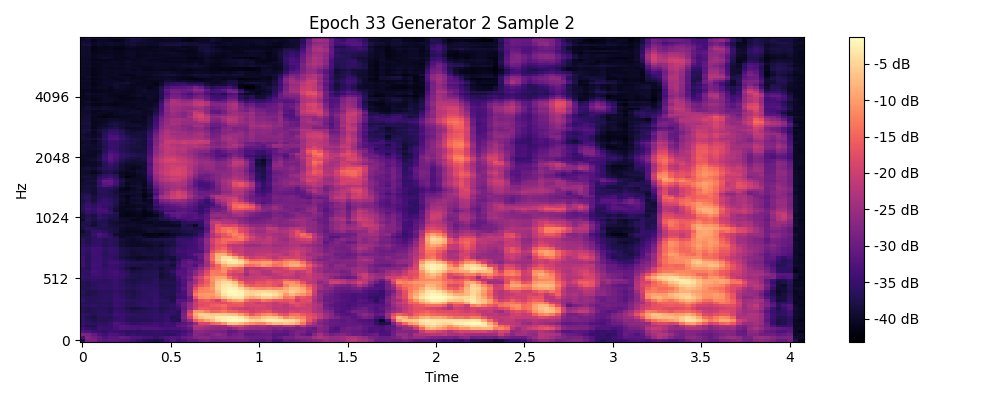 Epoch 33 Generator 2 Sample 2
Hz
4096
2048
1024
512
0
0
0.5
1
1.5
2
2.5
3
3.5
4
Time
-5 dB
-10 dB
-15 dB
-20 dB
-25 dB
-30 dB
-35 dB
-40 dB